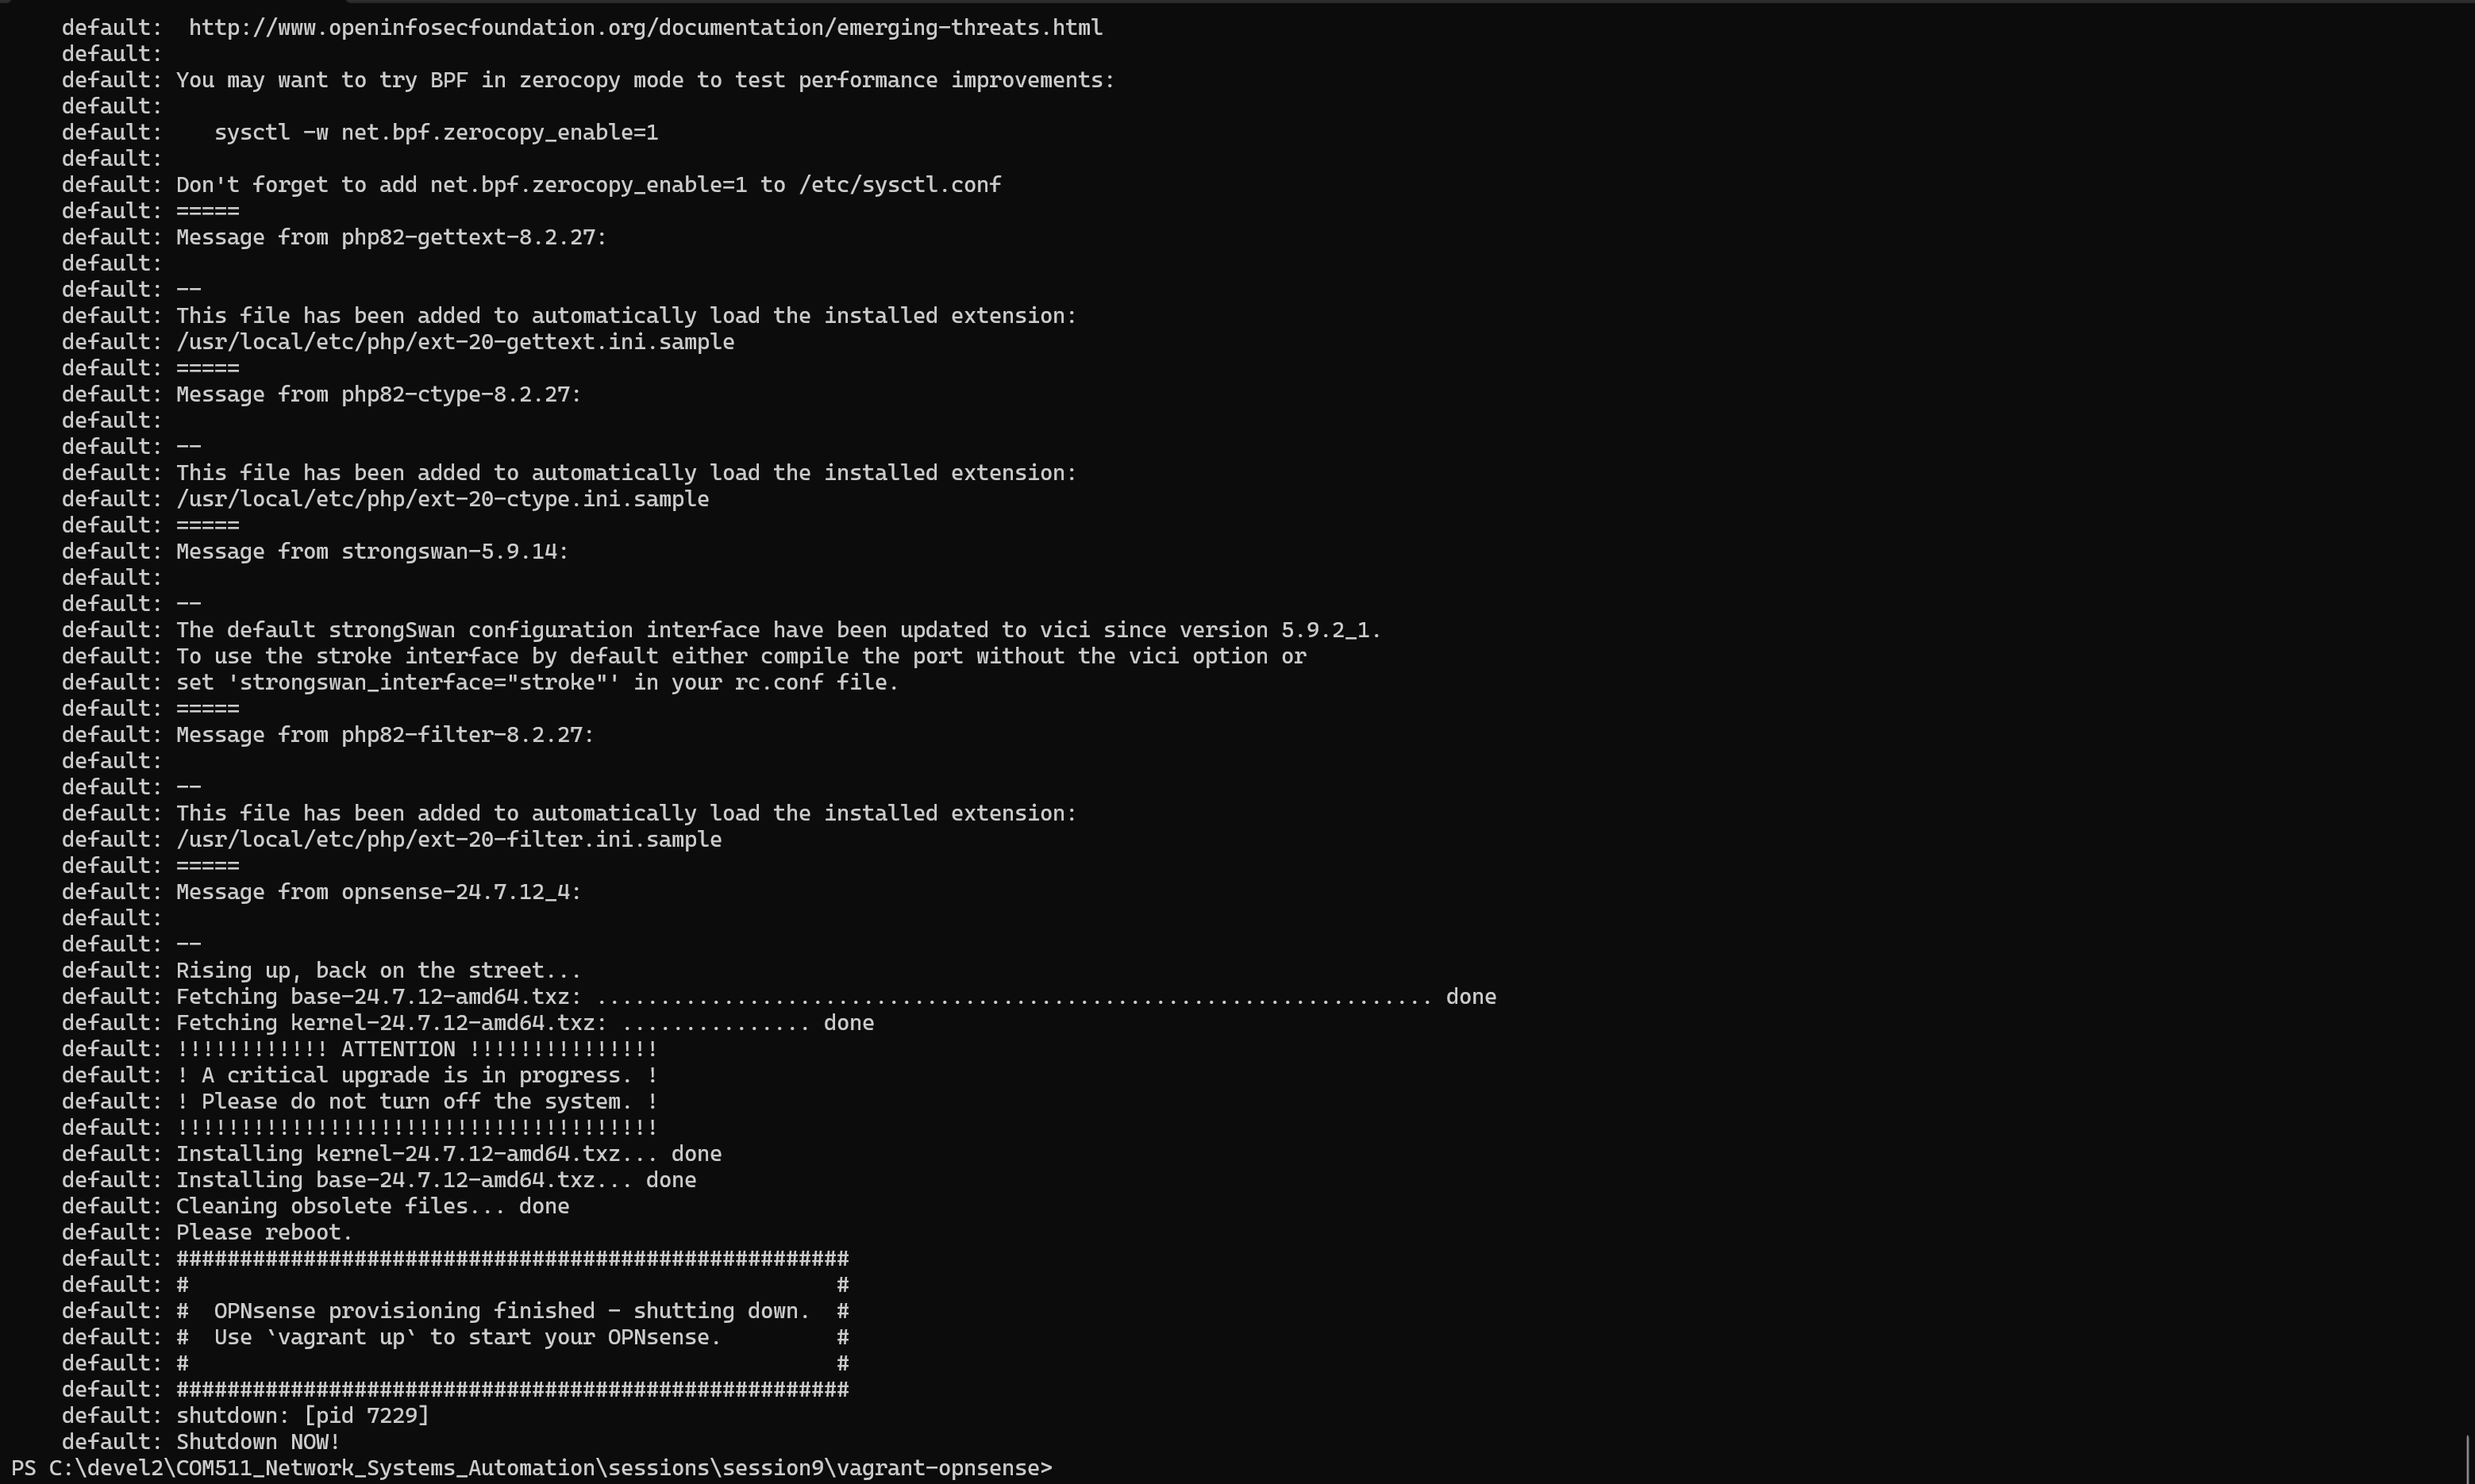 default:  http://www.openinfosecfoundation.org/documentation/emerging-threats.html
default:
default: You may want to try BPF in zerocopy mode to test performance improvements:
default:
default:    sysctl -w net.bpf.zerocopy_enable=1
default:
default: Don't forget to add net.bpf.zerocopy_enable=1 to /etc/sysctl.conf
default: =====
default: Message from php82-gettext-8.2.27:
default:
default: --
default: This file has been added to automatically load the installed extension:
default: /usr/local/etc/php/ext-20-gettext.ini.sample
default: =====
default: Message from php82-ctype-8.2.27:
default:
default: --
default: This file has been added to automatically load the installed extension:
default: /usr/local/etc/php/ext-20-ctype.ini.sample
default: =====
default: Message from strongswan-5.9.14:
default:
default: --
default: The default strongSwan configuration interface have been updated to vici since version 5.9.2_1.
default: To use the stroke interface by default either compile the port without the vici option or
default: set 'strongswan_interface="stroke"' in your rc.conf file.
default: =====
default: Message from php82-filter-8.2.27:
default:
default: --
default: This file has been added to automatically load the installed extension:
default: /usr/local/etc/php/ext-20-filter.ini.sample
default: =====
default: Message from opnsense-24.7.12_4:
default:
default: --
default: Rising up, back on the street...
default: Fetching base-24.7.12-amd64.txz: .................................................................. done
default: Fetching kernel-24.7.12-amd64.txz: ............... done
default: !!!!!!!!!!!! ATTENTION !!!!!!!!!!!!!!!
default: ! A critical upgrade is in progress. !
default: ! Please do not turn off the system. !
default: !!!!!!!!!!!!!!!!!!!!!!!!!!!!!!!!!!!!!!
default: Installing kernel-24.7.12-amd64.txz... done
default: Installing base-24.7.12-amd64.txz... done
default: Cleaning obsolete files... done
default: Please reboot.
default: #####################################################
default: #                                                   #
default: #  OPNsense provisioning finished - shutting down.  #
default: #  Use `vagrant up` to start your OPNsense.         #
default: #                                                   #
default: #####################################################
default: shutdown: [pid 7229]
default: Shutdown NOW!
PS C:\devel2\COM511_Network_Systems_Automation\sessions\session9\vagrant-opnsense>